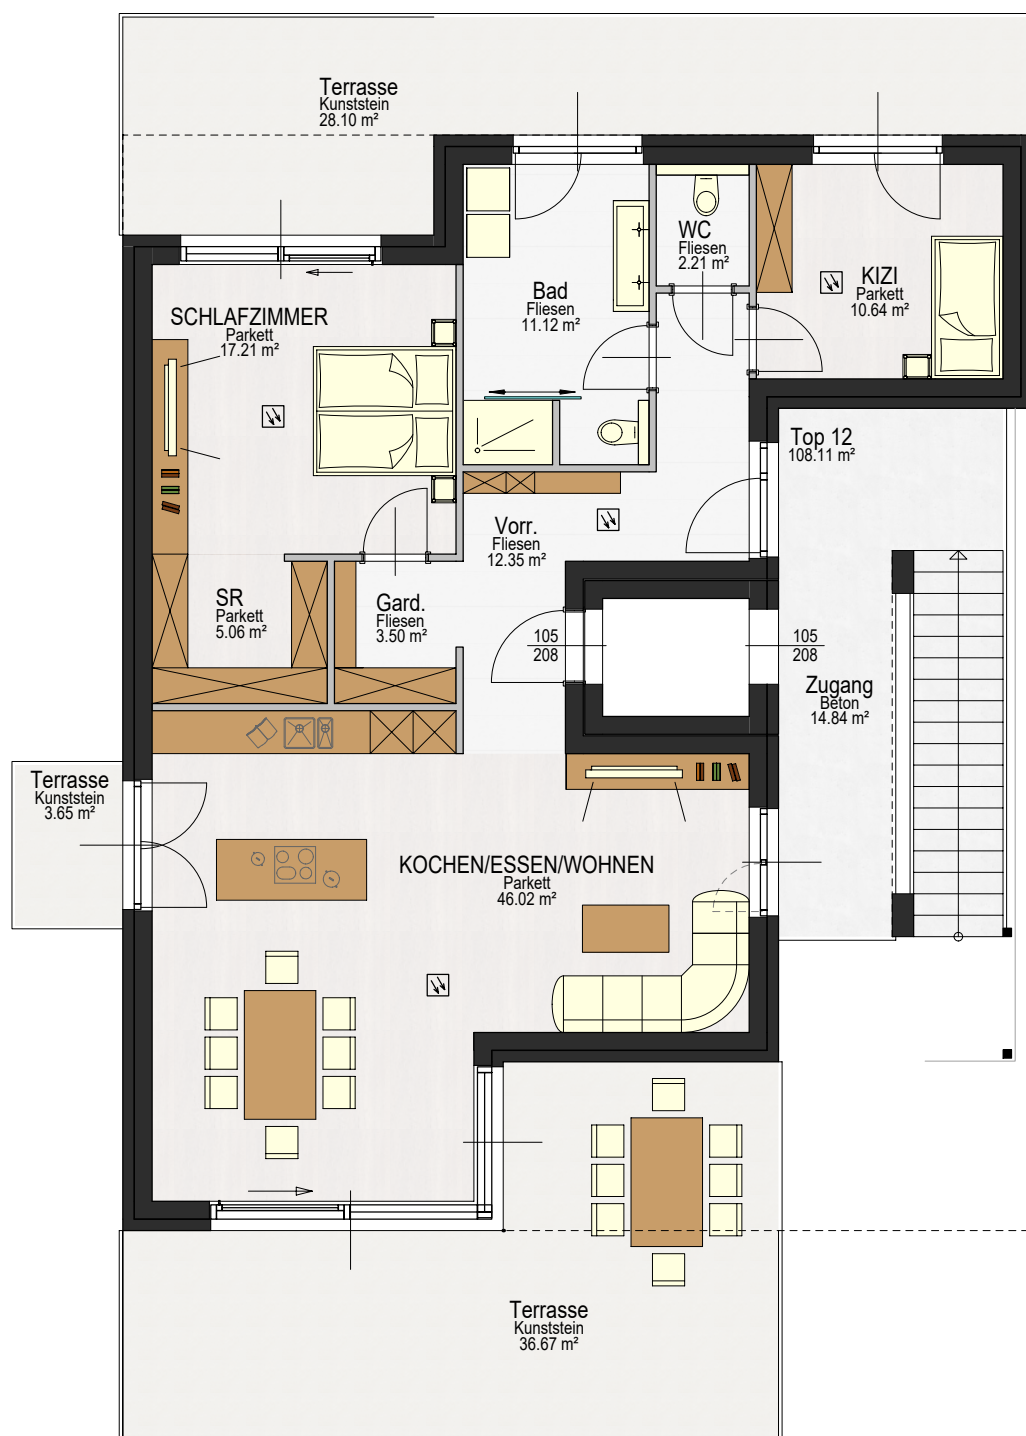 Terrasse
Kunststein
28.10 m²
WC
Fliesen
2.21 m²
KIZI
Parkett
10.64 m²
Bad
Fliesen
11.12 m²
SCHLAFZIMMER
Parkett
17.21 m²
Top 12
108.11 m²
Vorr.
Fliesen
12.35 m²
SR
Parkett
5.06 m²
Gard.
Fliesen
3.50 m²
105
208
105
208
Zugang
Beton
14.84 m²
Terrasse
Kunststein
3.65 m²
KOCHEN/ESSEN/WOHNEN
Parkett
46.02 m²
Terrasse
Kunststein
36.67 m²